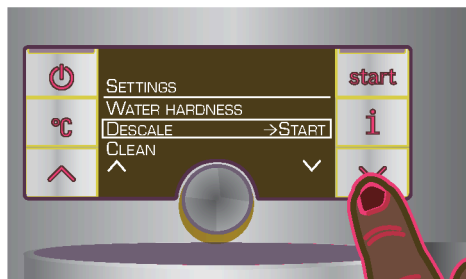 SETTINGS
start
WATER HARDNESS
°C
DESCALE →START
i
CLEAN